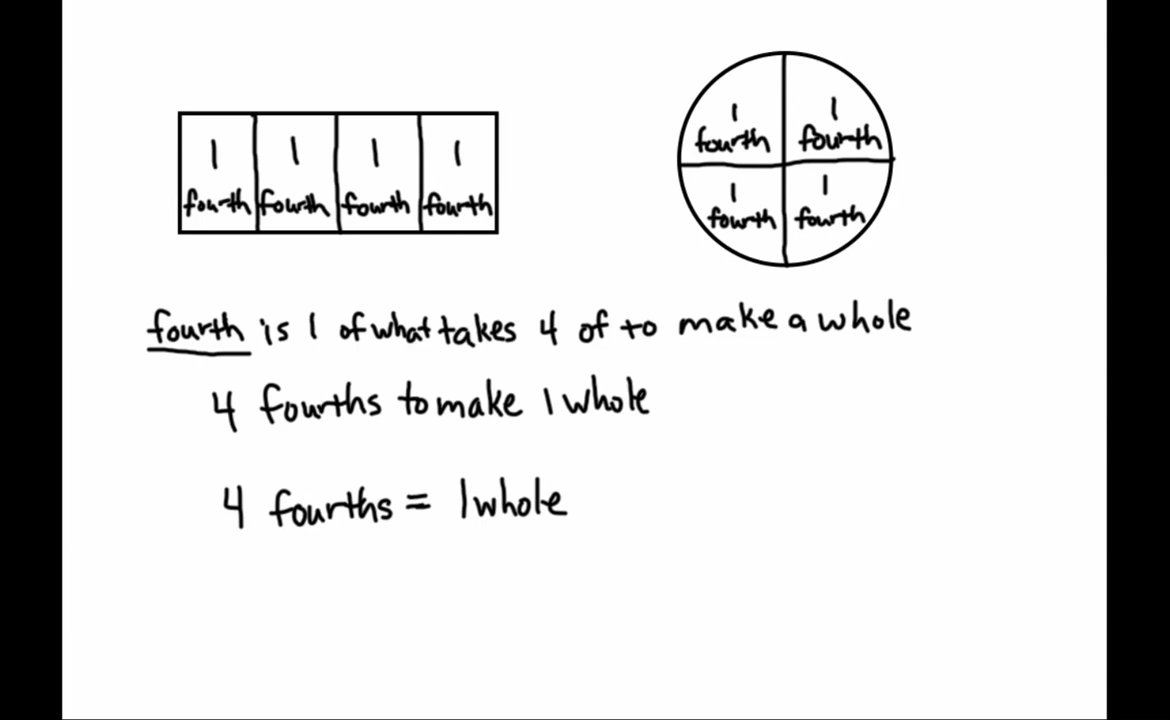 1 1 1 1
fourth fourth fourth fourth
1 1
fourth fourth
1 1
fourth fourth
fourth is 1 of what takes 4 of to make a whole
4 fourths to make 1 whole
4 fourths = 1 whole